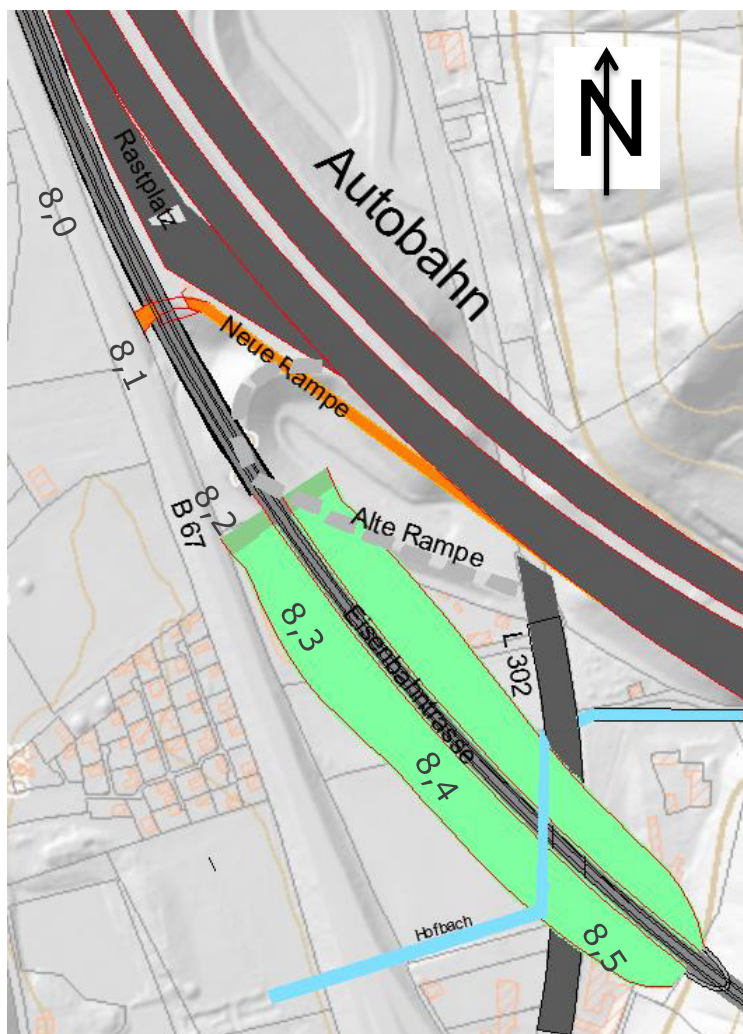 N
Autobahn
Rastplatz
8,0
Neue Rampe
8,1
8,2
B 67
Alte Rampe
8,3
Eisenbahntrasse
L 302
8,4
Hofbach
8,5